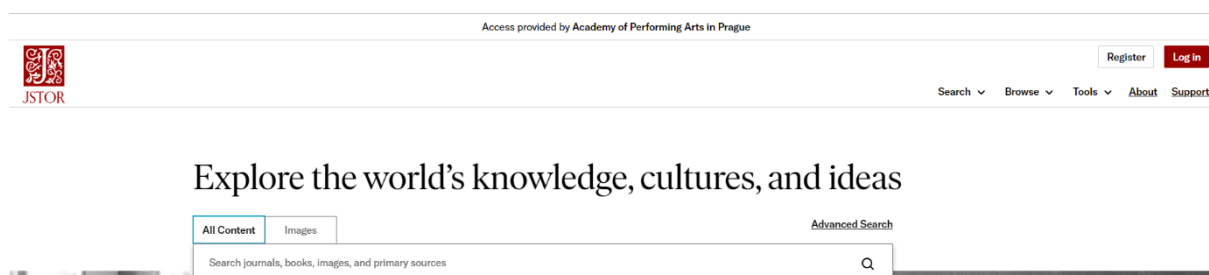 Access provided by Academy of Performing Arts in Prague
Register Log in
JSTOR
Search Browse Tools About Support
Explore the world's knowledge, cultures, and ideas
All Content Images Advanced Search
Search journals, books, images, and primary sources